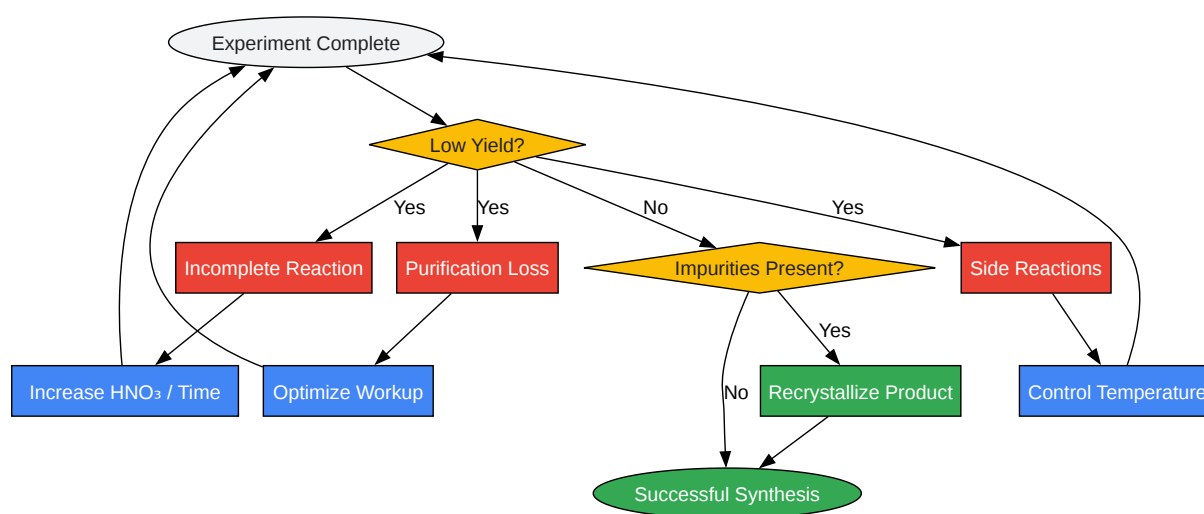 Experiment Complete
Low Yield?
Yes
Yes
No
Yes
Incomplete Reaction
Purification Loss
Impurities Present?
Side Reactions
Yes
No
Increase HNO₃ / Time
Optimize Workup
Recrystallize Product
Control Temperature
Successful Synthesis